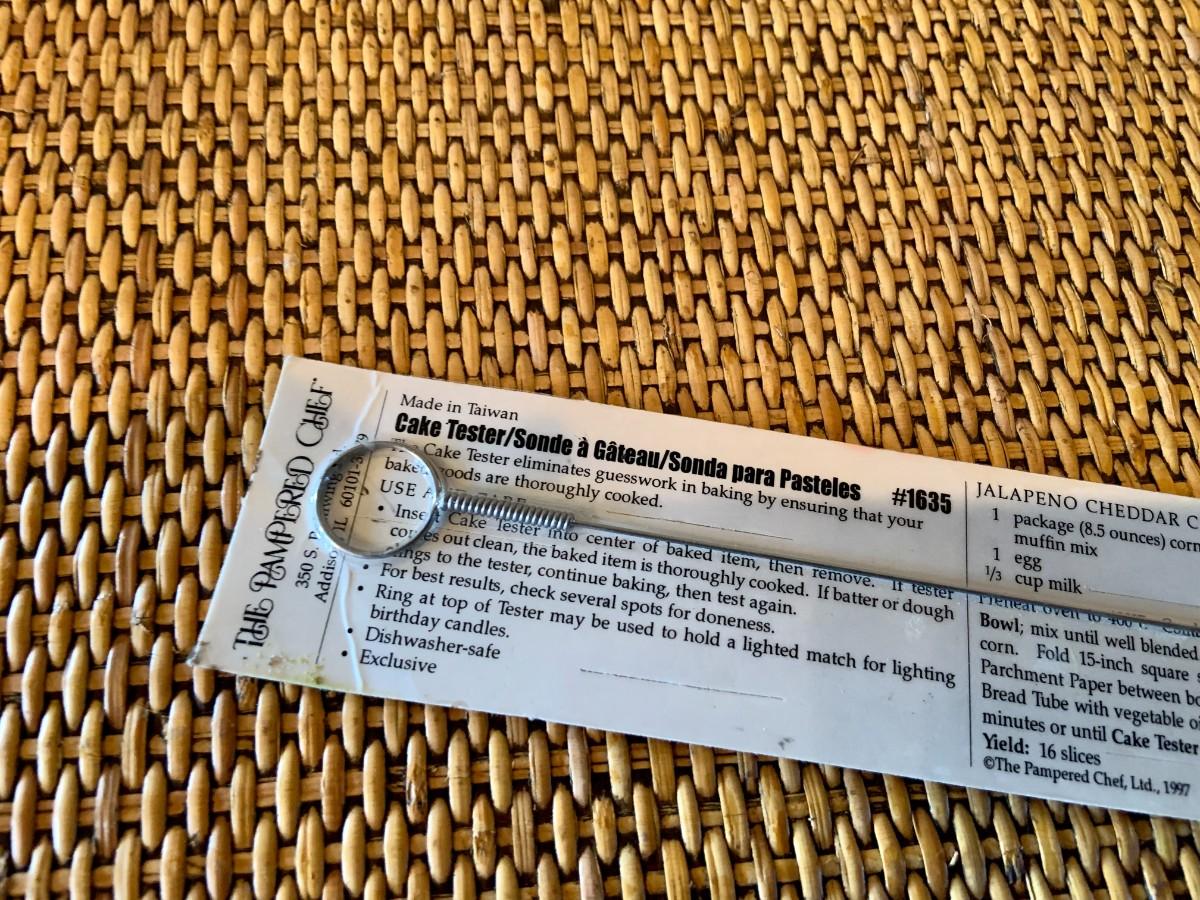 THE PAMPERED CHEF
350 S.
IL 60101-3
Made in Taiwan
Cake Tester/Sonde à Gâteau/Sonda para Pasteles #1635
Cake Tester eliminates guesswork in baking by ensuring that your
goods are thoroughly cooked.
USE
• Cake Tester into center of baked item, then remove. If tester
out clean, the baked item is thoroughly cooked. If batter or dough
to the tester, continue baking, then test again.
• For best results, check several spots for doneness.
• Ring at top of Tester may be used to hold a lighted match for lighting
birthday candles.
• Dishwasher-safe
• Exclusive
JALAPENO CHEDDAR
1 package (8.5 ounces)
muffin mix
1 egg
1/3 cup milk
Preheat oven to 400
Bowl; mix until well blended
corn. Fold 15-inch square
Parchment Paper between
Bread Tube with vegetable
minutes or until Cake Tester
Yield: 16 slices
©The Pampered Chef, Ltd., 1997